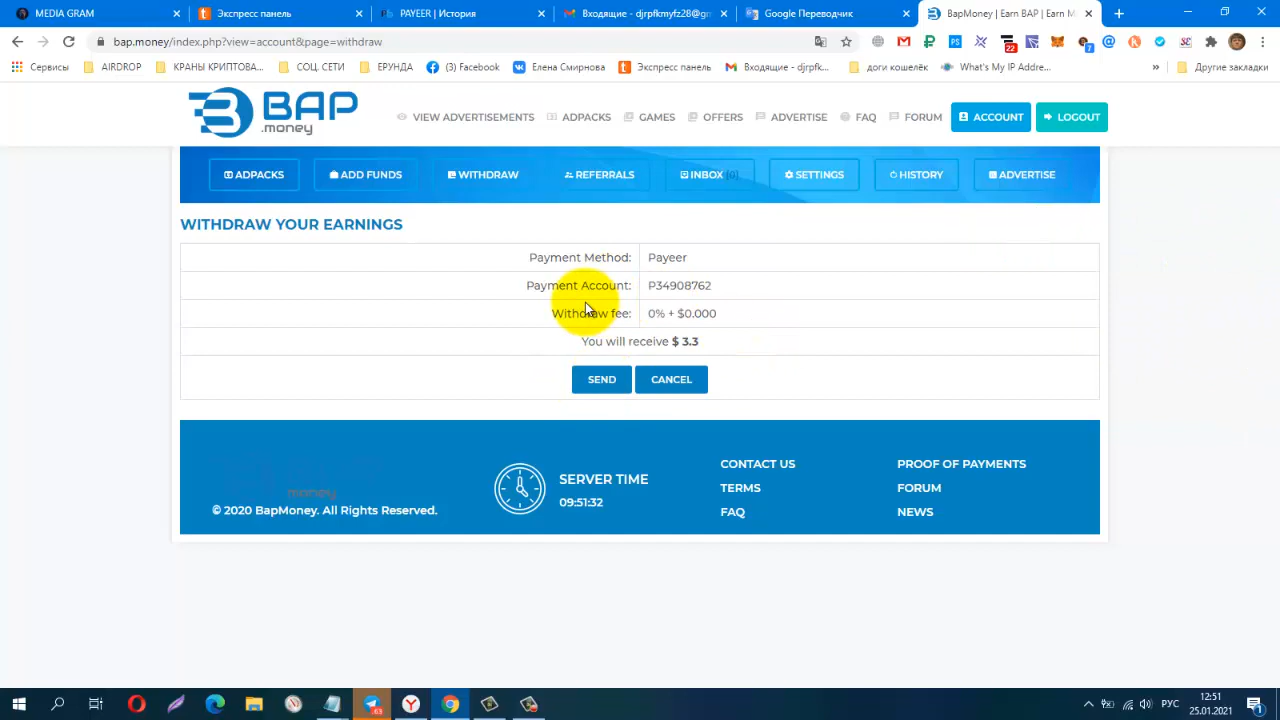 MEDIA GRAM
Экспресс панель
PAYEER | История
Входящие - djrpfkmyfz28@gm
Google Переводчик
BapMoney | Earn BAP | Earn M
bap.money/index.php?view=account&page=withdraw
22
7
Сервисы
AIRDROP
КРАНЫ КРИПТОВА...
СОЦ СЕТИ
ЕРУНДА
(3) Facebook
Елена Смирнова
Экспресс панель
Входящие - djrpfk...
доги кошелёк
What's My IP Addre...
»
Другие закладки
BAP
.money
VIEW ADVERTISEMENTS
ADPACKS
GAMES
OFFERS
ADVERTISE
FAQ
FORUM
ACCOUNT
LOGOUT
ADPACKS
ADD FUNDS
WITHDRAW
REFERRALS
INBOX (0)
SETTINGS
HISTORY
ADVERTISE
WITHDRAW YOUR EARNINGS
Payment Method: Payeer
Payment Account: P34908762
Withdraw fee: 0% + $0.000
You will receive $ 3.3
SEND
CANCEL
money
© 2020 BapMoney. All Rights Reserved.
SERVER TIME
09:51:32
CONTACT US
TERMS
FAQ
PROOF OF PAYMENTS
FORUM
NEWS
РУС
12:51
25.01.2021
1